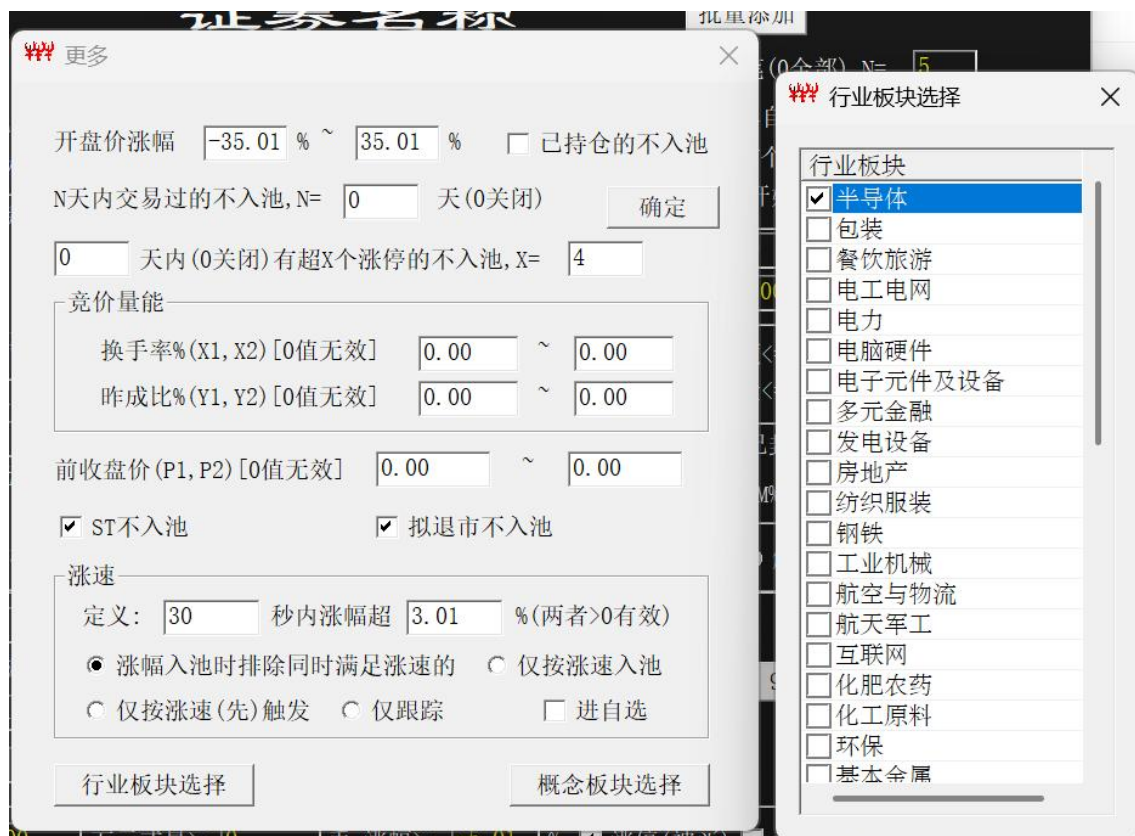 证券名称
批量添加
(0全部) N= 5
更多
开盘价涨幅 -35.01 % ~ 35.01 % 已持仓的不入池
N天内交易过的不入池,N= 0 天(0关闭) 确定
0 天内(0关闭)有超X个涨停的不入池,X= 4
竞价量能
换手率%(X1,X2)[0值无效] 0.00 ~ 0.00
昨成比%(Y1,Y2)[0值无效] 0.00 ~ 0.00
前收盘价(P1,P2)[0值无效] 0.00 ~ 0.00
ST不入池 拟退市不入池
涨速
定义: 30 秒内涨幅超 3.01 %(两者>0有效)
涨幅入池时排除同时满足涨速的 仅按涨速入池
仅按涨速(先)触发 仅跟踪 进自选
行业板块选择 概念板块选择
行业板块选择
行业板块
半导体
包装
餐饮旅游
电工电网
电力
电脑硬件
电子元件及设备
多元金融
发电设备
房地产
纺织服装
钢铁
工业机械
航空与物流
航天军工
互联网
化肥农药
化工原料
环保
基本金属